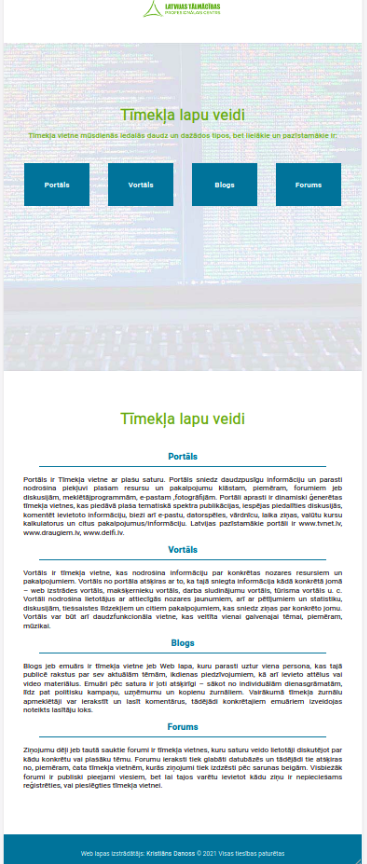 LATVIJAS TĀLMĀCĪBAS
PROFESIONĀLAIS CENTRS
Tīmekļa lapu veidi
Tīmekļa vietne mūsdienās iedalās daudz un dažādos tipos, bet lielākie un pazīstamākie ir:
Portāls Vortāls Blogs Forums
Tīmekļa lapu veidi
Portāls
Portāls ir Tīmekļa vietne ar plašu saturu. Portāls sniedz daudzpusīgu informāciju un parasti
nodrošina piekļuvi plašam resursu un pakalpojumu klāstam, piemēram, forumiem jeb
diskusijām, meklētājprogrammām, e-pastam ,fotogrāfijām. Portāli aprasti ir dinamiski ģenerētas
tīmekļa vietnes, kas piedāvā plaša tematiskā spektra publikācijas, iespējas piedalīties diskusijās,
komentēt ievietoto informāciju, bieži arī e-pastu, datorspēles, vārdnīcu, laika ziņas, valūtu kursu
kalkulatorus un citus pakalpojumus/informāciju. Latvijas pazīstamākie portāli ir www.tvnet.lv,
www.draugiem.lv, www.delfi.lv.
Vortāls
Vortāls ir tīmekļa vietne, kas nodrošina informāciju par konkrētas nozares resursiem un
pakalpojumiem. Vortāls no portāla atšķiras ar to, ka tajā sniegta informācija kādā konkrētā jomā
– web izstrādes vortāls, makšķernieku vortāls, darba sludinājumu vortāls, tūrisma vortāls u. c.
Vortāli nodrošina lietotājus ar attiecīgās nozares jaunumiem, arī ar pētījumiem un statistiku,
diskusijām, tiešsaistes līdzekļiem un citiem pakalpojumiem, kas sniedz ziņas par konkrēto jomu.
Vortāls var būt arī daudzfunkcionāla vietne, kas veltīta vienai galvenajai tēmai, piemēram,
mūzikai.
Blogs
Blogs jeb emuārs ir tīmekļa vietne jeb Web lapa, kuru parasti uztur viena persona, kas tajā
publicē rakstus par sev aktuālām tēmām, ikdienas piedzīvojumiem, kā arī ievieto attēlus vai
video materiālus. Emuāri pēc satura ir ļoti atšķirīgi – sākot no individuālām dienasgrāmatām,
līdz pat politisku kampaņu, uzņēmumu un kopienu žurnāliem. Vairākumā tīmekļa žurnālu
apmeklētāji var ierakstīt un lasīt komentārus, tādējādi konkrētajiem emuāriem izveidojas
noteikts lasītāju loks.
Forums
Ziņojumu dēļi jeb tautā sauktie forumi ir tīmekļa vietnes, kuru saturu veido lietotāji diskutējot par
kādu konkrētu vai plašāku tēmu. Forumu ieraksti tiek glabāti datubāzēs un tādējādi tie atšķiras
no, piemēram, čata tīmekļa vietnēm, kurās ziņojumi tiek izdzēsti pēc sarunas beigām. Visbiežāk
forumi ir publiski pieejami visiem, bet lai tajos varētu ievietot kādu ziņu ir nepieciešams
reģistrēties, vai pieslēgties tīmekļa vietnei.
Web lapas izstrādātājs: Kristiāns Danoss © 2021 Visas tiesības paturētas